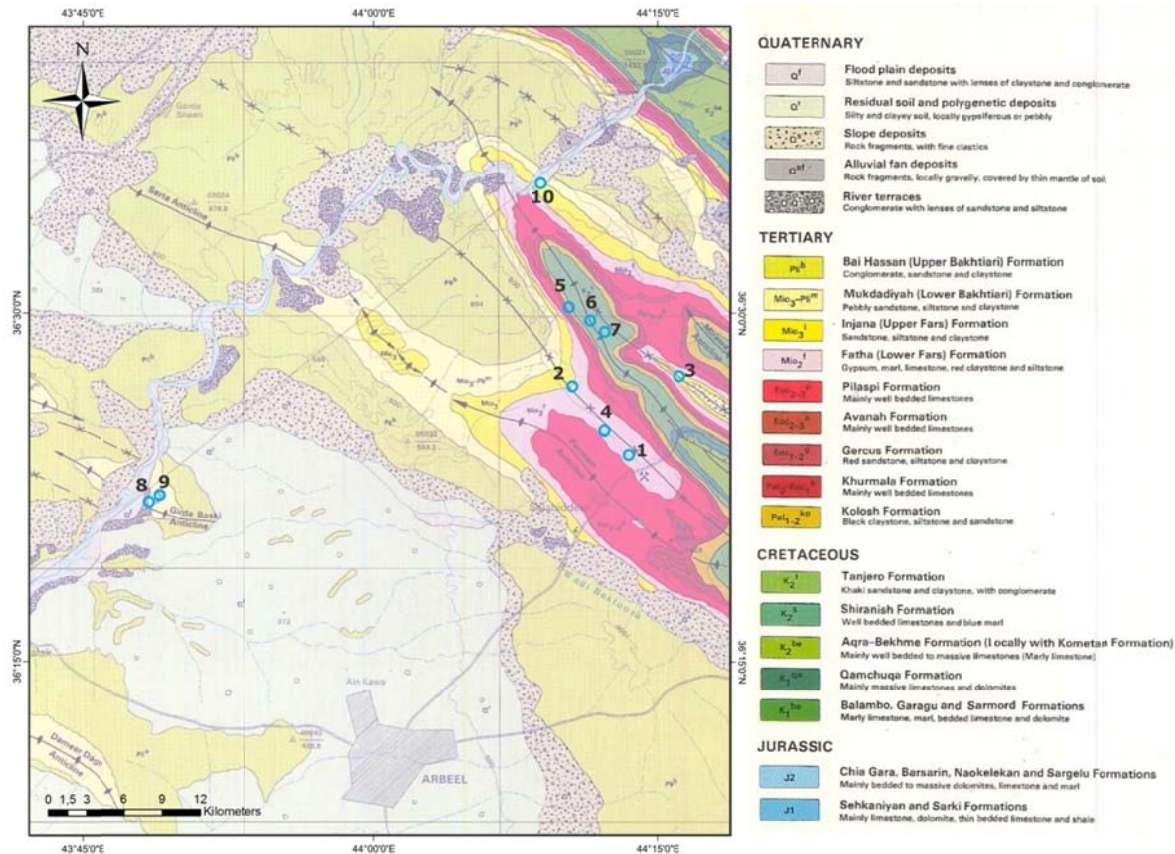 43°45'0"E
44°00'E
44°15'0"E
N
36°30'0"N
36°30'0"N
36°15'0"N
36°15'0"N
Sarta Anticline
Girda Baski
Anticline
Dameer Dagh
Anticline
Ain Kawa
ARBEEL
1
2
3
4
5
6
7
8
9
10
0 1,5 3 6 9 12
Kilometers
43°45'0"E
44°00'E
44°15'0"E
QUATERNARY
Flood plain deposits
Siltstone and sandstone with lenses of claystone and conglomerate
Residual soil and polygenetic deposits
Silty and clayey soil, locally gypsiferous or pebbly
Slope deposits
Rock fragments, with fine clastics
Alluvial fan deposits
Rock fragments, locally gravelly, covered by thin mantle of soil
River terraces
Conglomerate with lenses of sandstone and siltstone
TERTIARY
Bai Hassan (Upper Bakhtiari) Formation
Conglomerate, sandstone and claystone
Mukdadiyah (Lower Bakhtiari) Formation
Pebbly sandstone, siltstone and claystone
Injana (Upper Fars) Formation
Sandstone, siltstone and claystone
Fatha (Lower Fars) Formation
Gypsum, marl, limestone, red claystone and siltstone
Pilaspi Formation
Mainly well bedded limestones
Avanah Formation
Mainly well bedded limestones
Gercus Formation
Red sandstone, siltstone and claystone
Khurmala Formation
Mainly well bedded limestones
Kolosh Formation
Black claystone, siltstone and sandstone
CRETACEOUS
Tanjero Formation
Khaki sandstone and claystone, with conglomerate
Shiranish Formation
Well bedded limestones and blue marl
Aqra-Bekhme Formation (Locally with Kometan Formation)
Mainly well bedded to massive limestones (Marly limestone)
Qamchuqa Formation
Mainly massive limestones and dolomites
Balambo, Garagu and Sarmord Formations
Marly limestone, marl, bedded limestone and dolomite
JURASSIC
J2
Chia Gara, Barsarin, Naokelekan and Sargelu Formations
Mainly bedded to massive dolomites, limestone and marl
J1
Sehkaniyan and Sarki Formations
Mainly limestone, dolomite, thin bedded limestone and shale